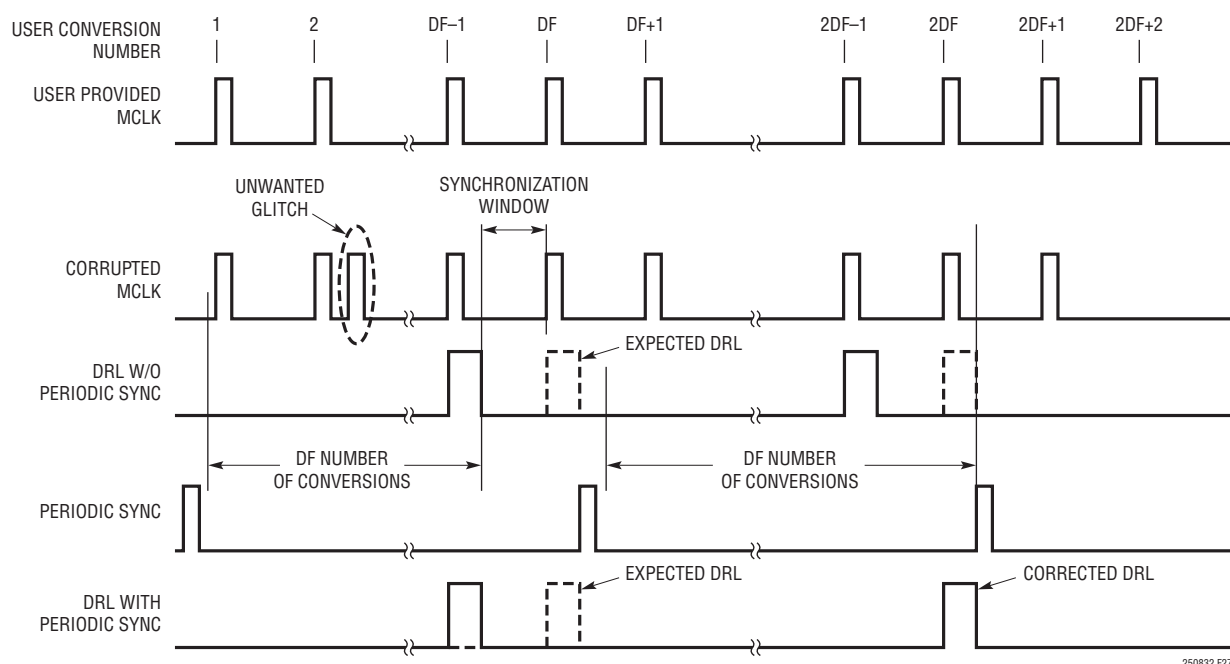 USER CONVERSION
NUMBER
1
2
DF–1
DF
DF+1
2DF–1
2DF
2DF+1
2DF+2
USER PROVIDED
MCLK
UNWANTED
GLITCH
SYNCHRONIZATION
WINDOW
CORRUPTED
MCLK
DRL W/O
PERIODIC SYNC
EXPECTED DRL
DF NUMBER
OF CONVERSIONS
DF NUMBER
OF CONVERSIONS
PERIODIC SYNC
DRL WITH
PERIODIC SYNC
EXPECTED DRL
CORRECTED DRL
250832 F27